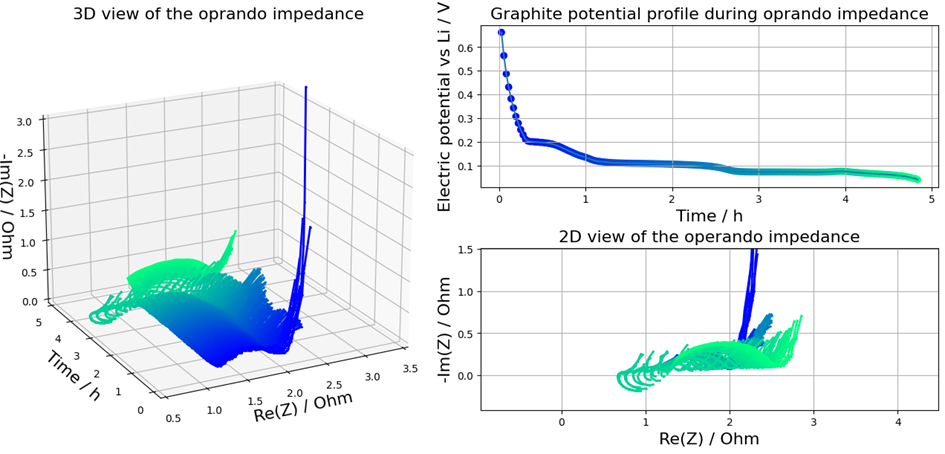 3D view of the oprando impedance
3.0
2.5
2.0
1.5
1.0
0.5
0.0
-Im(Z) / Ohm
5
4
3
2
1
0
Time / h
0.5
1.0
1.5
2.0
2.5
3.0
3.5
Re(Z) / Ohm
Graphite potential profile during oprando impedance
Electric potential vs Li / V
0.6
0.5
0.4
0.3
0.2
0.1
0 1 2 3 4 5
Time / h
2D view of the operando impedance
-Im(Z) / Ohm
1.5
1.0
0.5
0.0
0 1 2 3 4
Re(Z) / Ohm